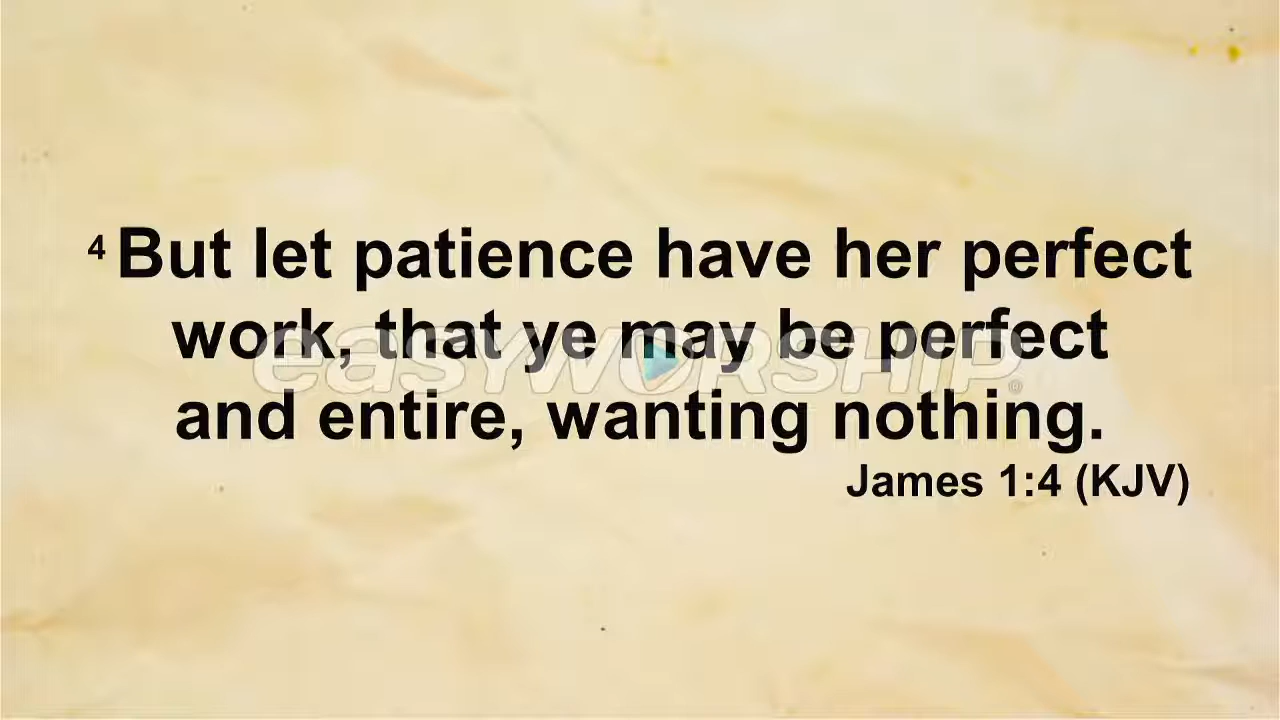 4 But let patience have her perfect
work, that ye may be perfect
easyworship®
and entire, wanting nothing.
James 1:4 (KJV)